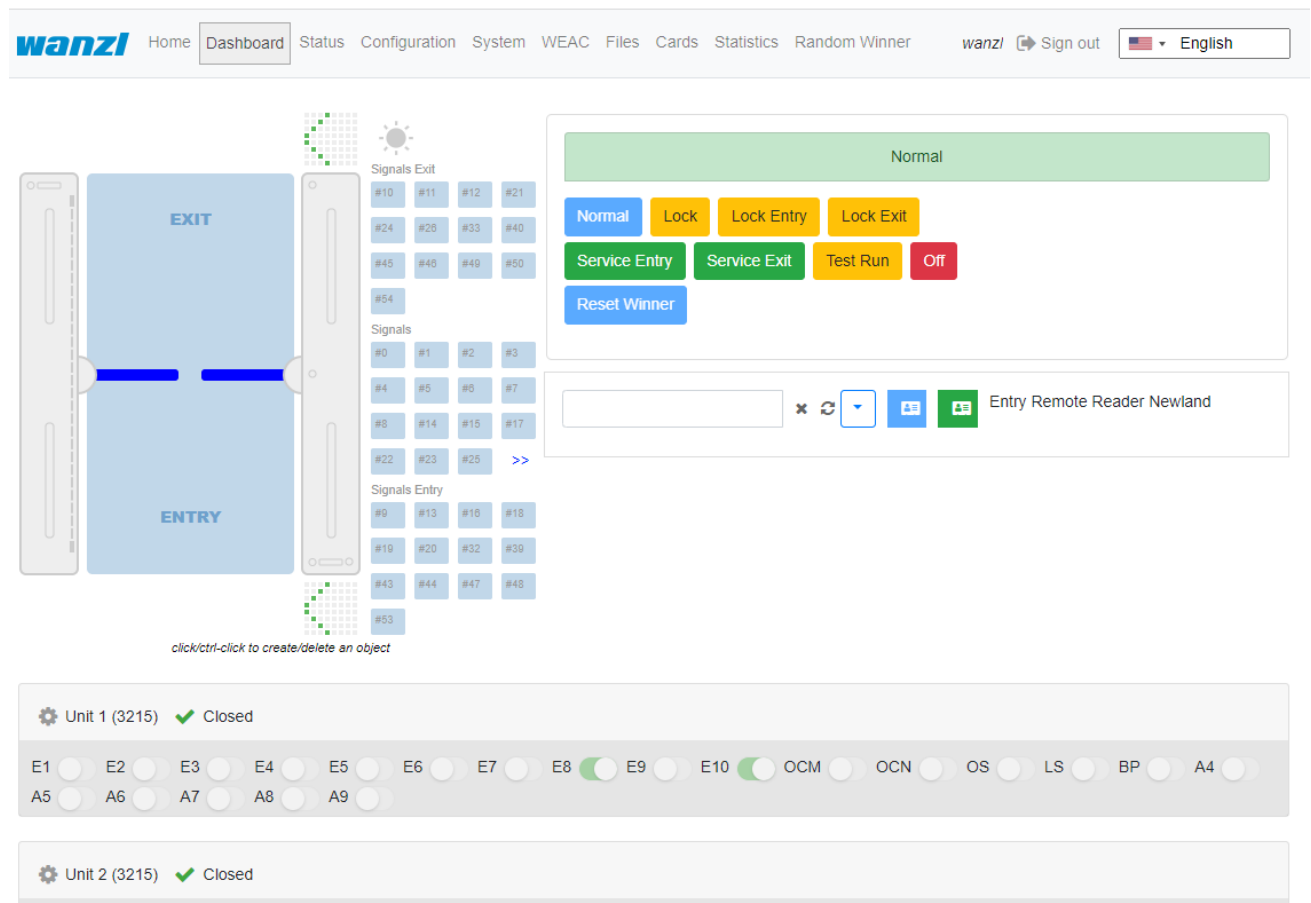 wanzl Home Dashboard Status Configuration System WEAC Files Cards Statistics Random Winner wanzl Sign out English
EXIT
ENTRY
click/ctrl-click to create/delete an object
Signals Exit
#10 #11 #12 #21
#24 #26 #33 #40
#45 #46 #49 #50
#54
Signals
#0 #1 #2 #3
#4 #5 #6 #7
#8 #14 #15 #17
#22 #23 #25 >>
Signals Entry
#9 #13 #16 #18
#19 #20 #32 #39
#43 #44 #47 #48
#53
Normal
Normal Lock Lock Entry Lock Exit
Service Entry Service Exit Test Run Off
Reset Winner
Entry Remote Reader Newland
Unit 1 (3215) Closed
E1 E2 E3 E4 E5 E6 E7 E8 E9 E10 OCM OCN OS LS BP A4
A5 A6 A7 A8 A9
Unit 2 (3215) Closed